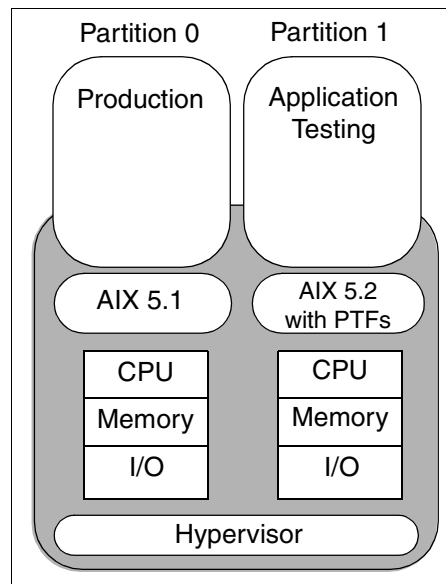 Partition 0
Partition 1
Production
Application
Testing
AIX 5.1
AIX 5.2
with PTFs
CPU
Memory
I/O
CPU
Memory
I/O
Hypervisor